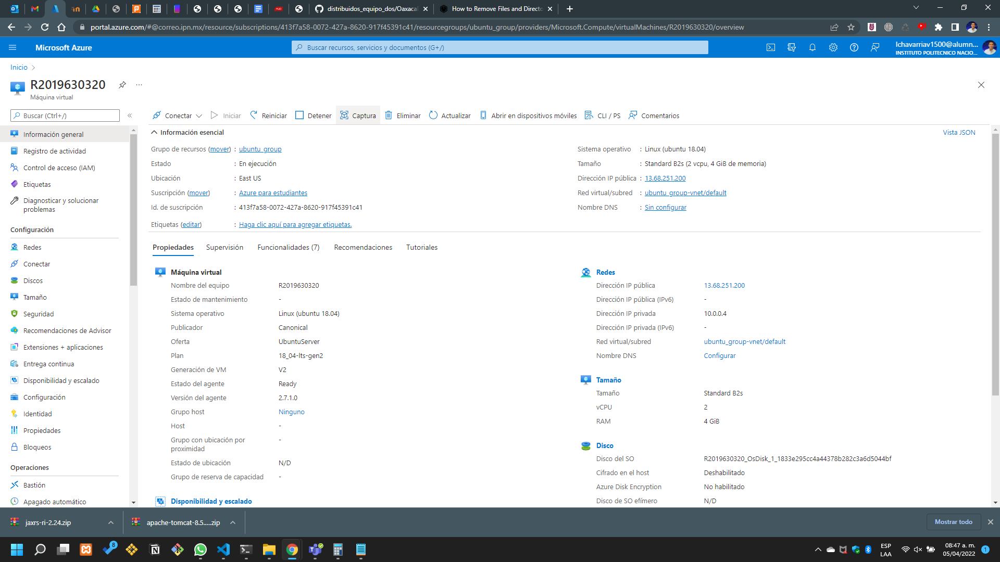 distribuidos_equipo_dos/Oaxaca
How to Remove Files and Directo
portal.azure.com/#@correo.ipn.mx/resource/subscriptions/413f7a58-0072-427a-8620-917f45391c41/resourcegroups/ubuntu_group/providers/Microsoft.Compute/virtualMachines/R2019630320/overview
Microsoft Azure
Buscar recursos, servicios y documentos (G+/)
lchavarriav1500@alumn...
INSTITUTO POLITECNICO NACIO...
Inicio
R2019630320
Máquina virtual
Buscar (Ctrl+/)
Conectar
Iniciar
Reiniciar
Detener
Captura
Eliminar
Actualizar
Abrir en dispositivos móviles
CLI / PS
Comentarios
Información general
Registro de actividad
Control de acceso (IAM)
Etiquetas
Diagnosticar y solucionar
problemas
Configuración
Redes
Conectar
Discos
Tamaño
Seguridad
Recomendaciones de Advisor
Extensiones + aplicaciones
Entrega continua
Disponibilidad y escalado
Configuración
Identidad
Propiedades
Bloqueos
Operaciones
Bastión
Apagado automático
Información esencial
Vista JSON
Grupo de recursos (mover) : ubuntu_group
Estado : En ejecución
Ubicación : East US
Suscripción (mover) : Azure para estudiantes
Id. de suscripción : 413f7a58-0072-427a-8620-917f45391c41
Etiquetas (editar) : Haga clic aquí para agregar etiquetas.
Sistema operativo : Linux (ubuntu 18.04)
Tamaño : Standard B2s (2 vcpu, 4 GiB de memoria)
Dirección IP pública : 13.68.251.200
Red virtual/subred : ubuntu_group-vnet/default
Nombre DNS : Sin configurar
Propiedades
Supervisión
Funcionalidades (7)
Recomendaciones
Tutoriales
Máquina virtual
Nombre del equipo R2019630320
Estado de mantenimiento -
Sistema operativo Linux (ubuntu 18.04)
Publicador Canonical
Oferta UbuntuServer
Plan 18_04-lts-gen2
Generación de VM V2
Estado del agente Ready
Versión del agente 2.7.1.0
Grupo host Ninguno
Host -
Grupo con ubicación por -
proximidad
Estado de ubicación N/D
Grupo de reserva de capacidad -
Disponibilidad y escalado
Redes
Dirección IP pública 13.68.251.200
Dirección IP pública (IPv6) -
Dirección IP privada 10.0.0.4
Dirección IP privada (IPv6) -
Red virtual/subred ubuntu_group-vnet/default
Nombre DNS Configurar
Tamaño
Tamaño Standard B2s
vCPU 2
RAM 4 GiB
Disco
Disco del SO R2019630320_OsDisk_1_1833e295cc4a44378b282c3a6d5044bf
Cifrado en el host Deshabilitado
Azure Disk Encryption No habilitado
Disco de SO efímero N/D
jaxrs-ri-2.24.zip
apache-tomcat-8.5.....zip
Mostrar todo
8
ESP
LAA
08:47 a. m.
05/04/2022
1